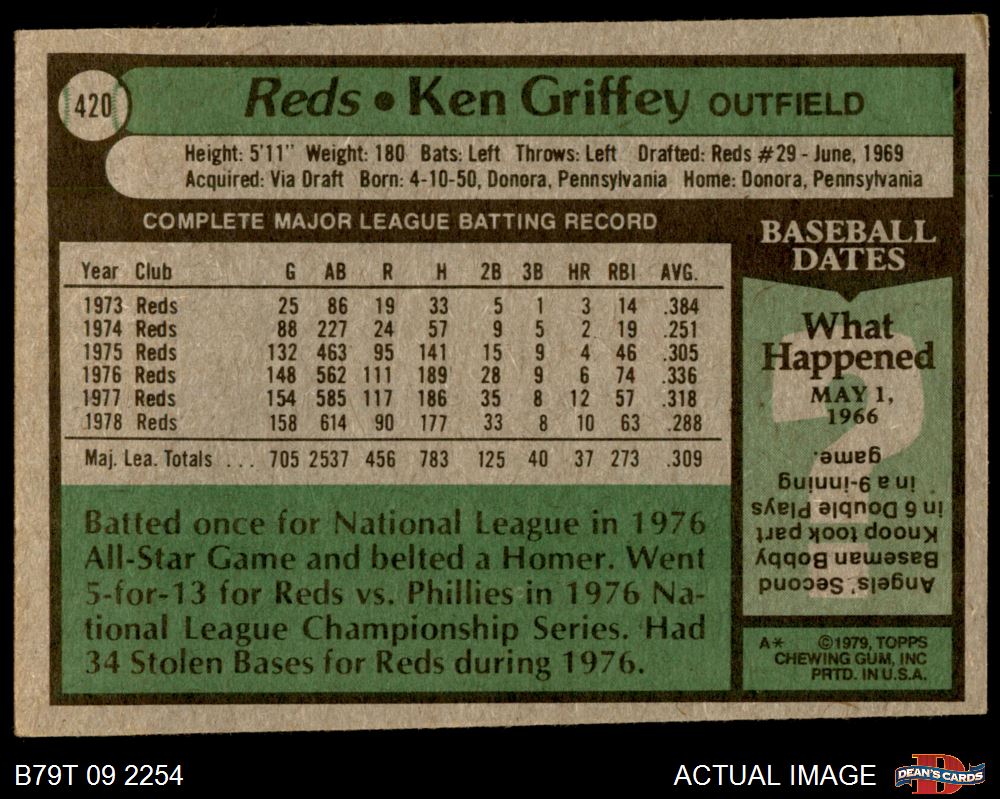 420
Reds • Ken Griffey OUTFIELD
Height: 5'11" Weight: 180 Bats: Left Throws: Left Drafted: Reds #29 - June, 1969
Acquired: Via Draft Born: 4-10-50, Donora, Pennsylvania Home: Donora, Pennsylvania
COMPLETE MAJOR LEAGUE BATTING RECORD
Year Club G AB R H 2B 3B HR RBI AVG.
1973 Reds 25 86 19 33 5 1 3 14 .384
1974 Reds 88 227 24 57 9 5 2 19 .251
1975 Reds 132 463 95 141 15 9 4 46 .305
1976 Reds 148 562 111 189 28 9 6 74 .336
1977 Reds 154 585 117 186 35 8 12 57 .318
1978 Reds 158 614 90 177 33 8 10 63 .288
Maj. Lea. Totals ... 705 2537 456 783 125 40 37 273 .309
Batted once for National League in 1976
All-Star Game and belted a Homer. Went
5-for-13 for Reds vs. Phillies in 1976 Na-
tional League Championship Series. Had
34 Stolen Bases for Reds during 1976.
BASEBALL
DATES
What
Happened
MAY 1,
1966
Angels' Second
Baseman Bobby
Knoop took part
in 6 Double Plays
in a 9-inning
game.
A* ©1979, TOPPS
CHEWING GUM, INC
PRTD. IN U.S.A.
B79T 09 2254
ACTUAL IMAGE
DEAN'S CARDS